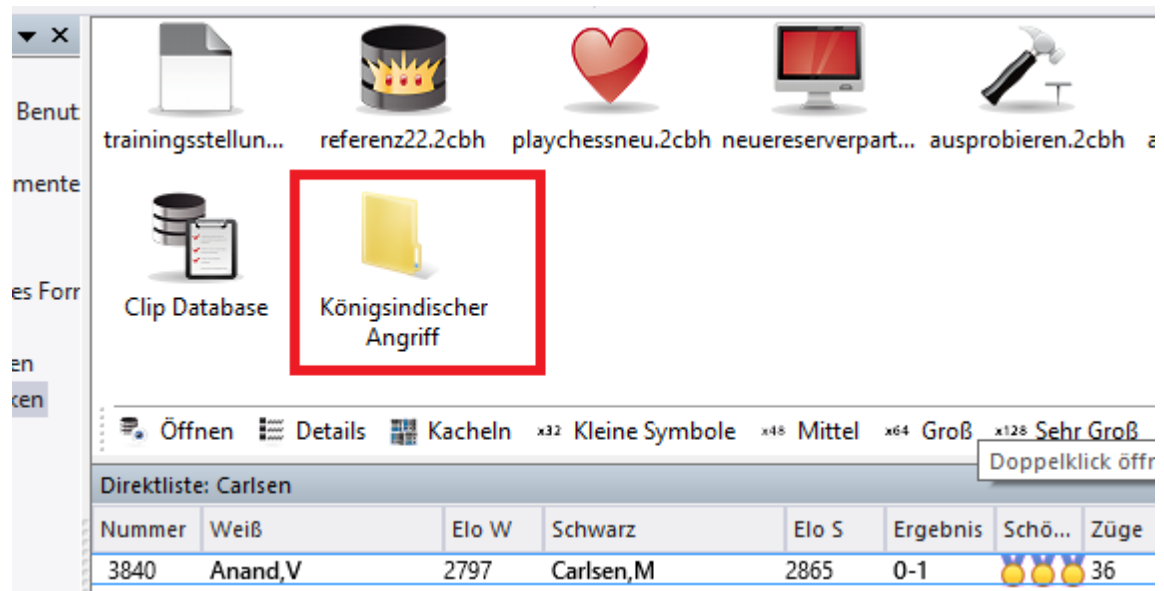 Benut
mente
es Forr
en
ken
trainingsstellun... referenz22.2cbh playchessneu.2cbh neuereserverpart... ausprobieren.2cbh a
Clip Database Königsindischer
Angriff
Öffnen Details Kacheln x32 Kleine Symbole x48 Mittel x64 Groß x128 Sehr Groß
Doppelklick öffn
Direktliste: Carlsen
Nummer Weiß Elo W Schwarz Elo S Ergebnis Schö... Züge
3840 Anand,V 2797 Carlsen,M 2865 0-1 36